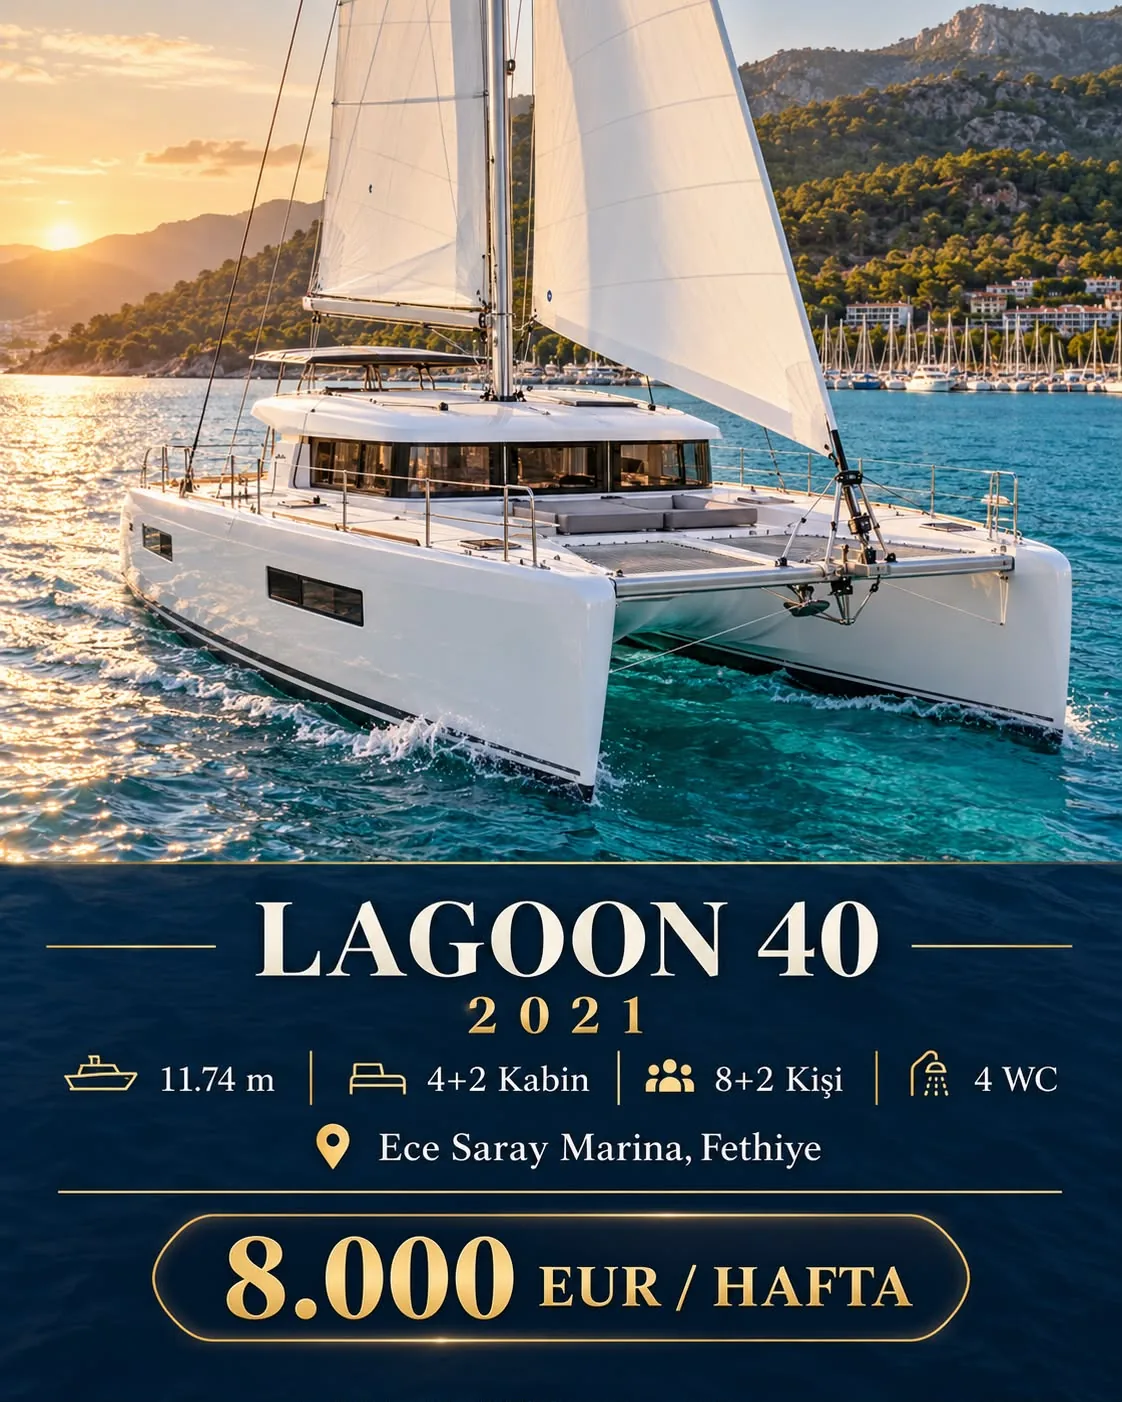 LAGOON 40
2021
11.74 m 4+2 Kabin 8+2 Kişi 4 WC
Ece Saray Marina, Fethiye
8.000 EUR / HAFTA